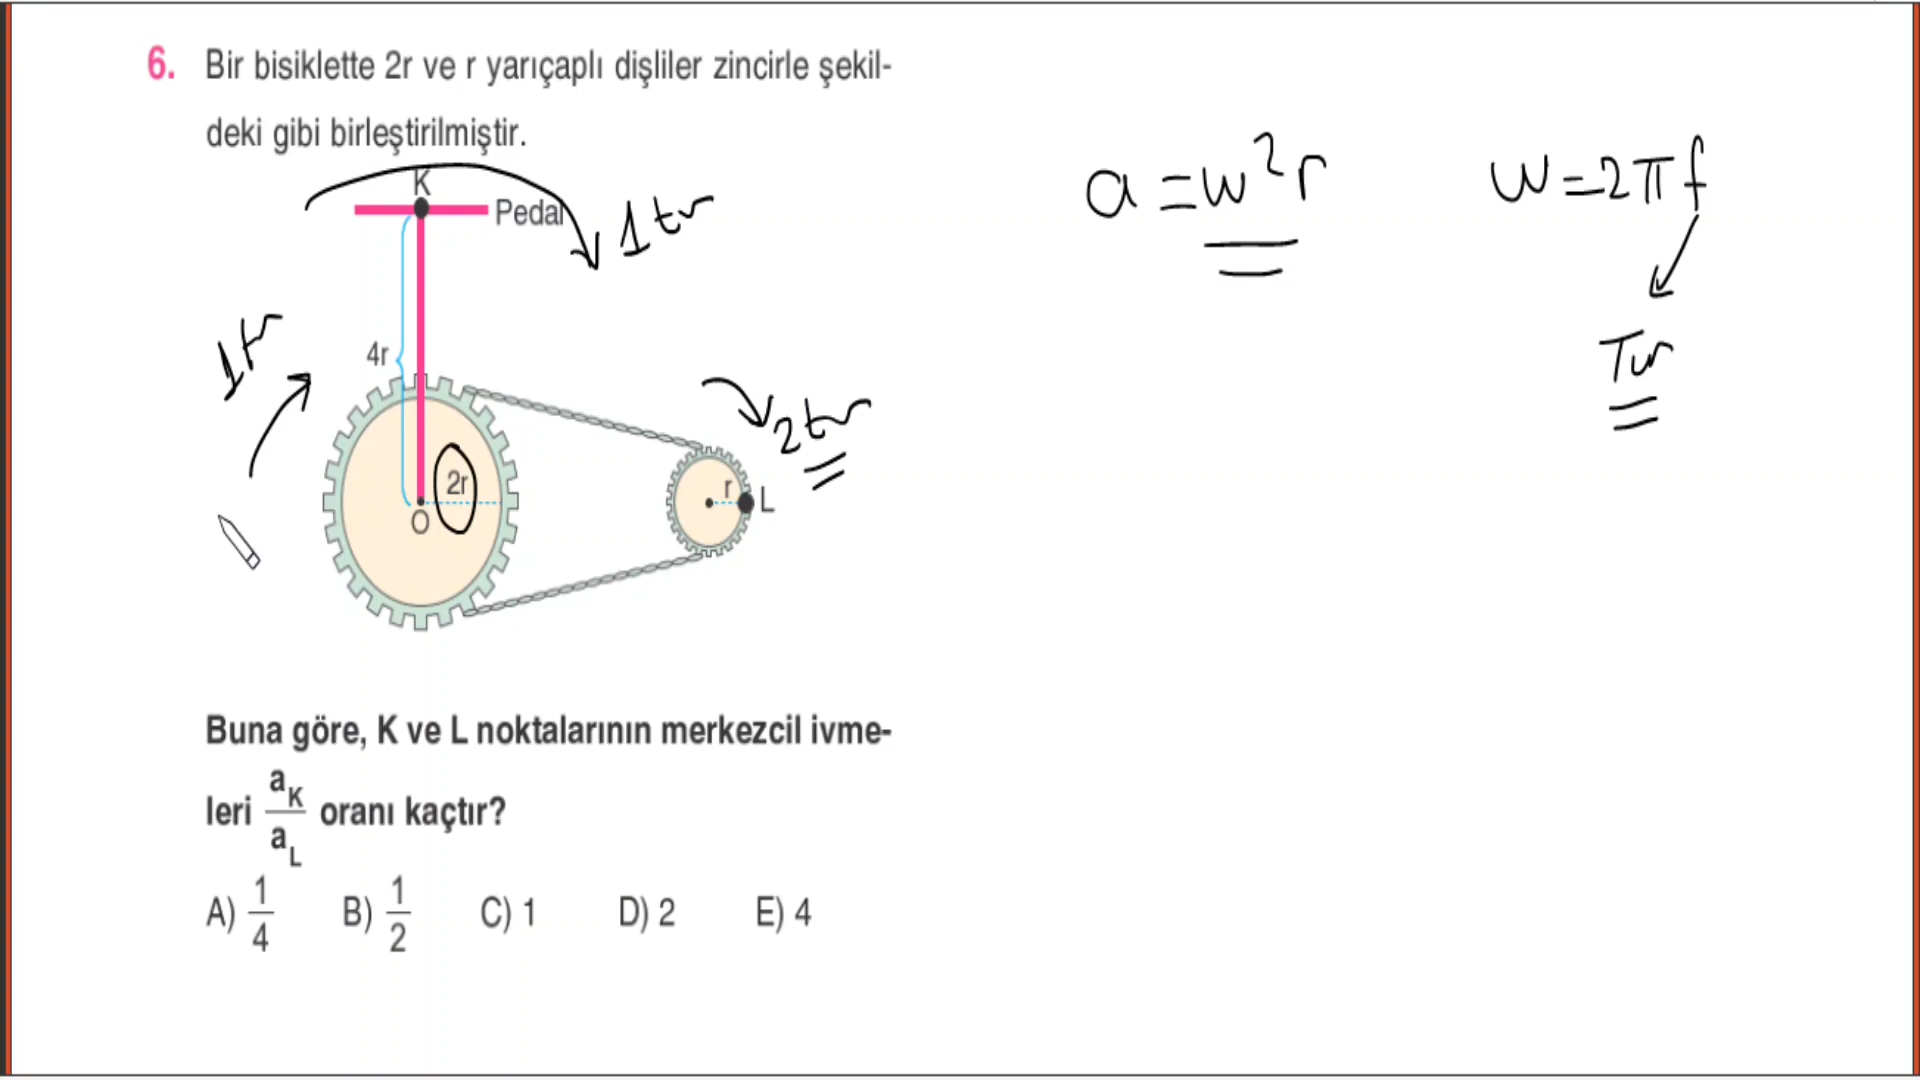 6. Bir bisiklette 2r ve r yarıçaplı dişliler zincirle şekil-
deki gibi birleştirilmiştir.
K
Pedal
1 tur
a = w²r
w = 2πf
Tur
1 tur
4r
2r
O
2 tur
r
L
Buna göre, K ve L noktalarının merkezcil ivme-
leri aK/aL oranı kaçtır?
A) 1/4 B) 1/2 C) 1 D) 2 E) 4